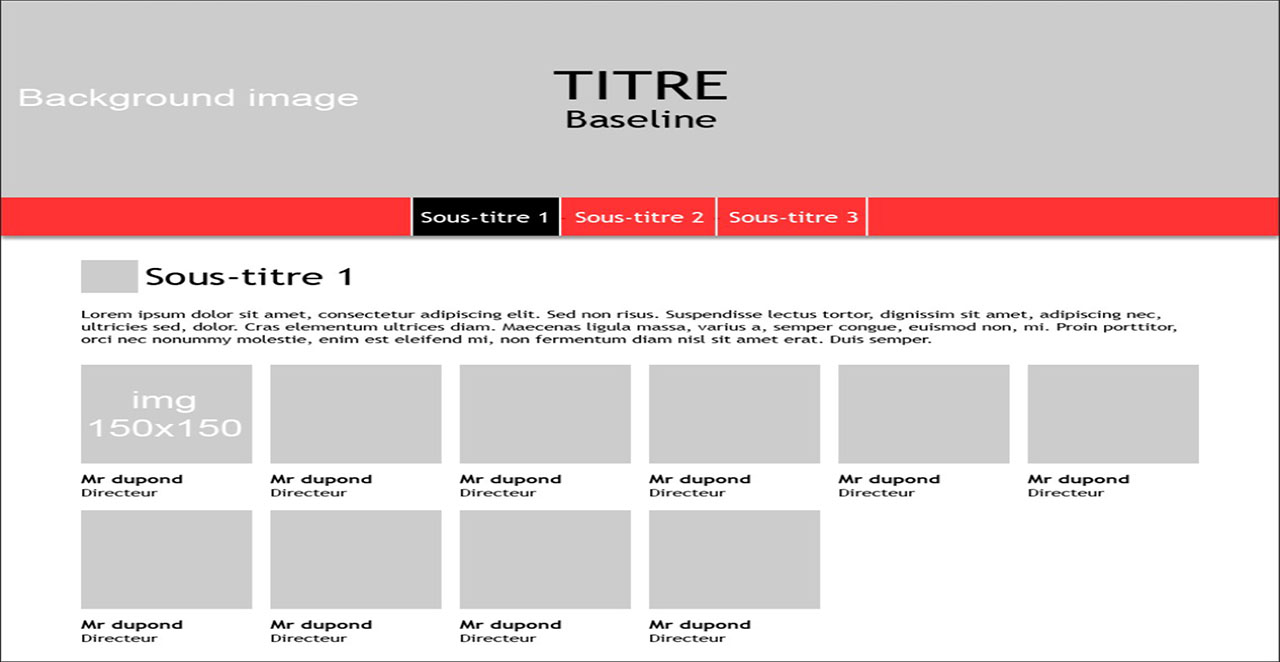 TITRE
Baseline
Background image
Sous-titre 1
Sous-titre 2
Sous-titre 3
Sous-titre 1
Lorem ipsum dolor sit amet, consectetur adipiscing elit. Sed non risus. Suspendisse lectus tortor, dignissim sit amet, adipiscing nec,
ultricies sed, dolor. Cras elementum ultrices diam. Maecenas ligula massa, varius a, semper congue, euismod non, mi. Proin porttitor,
orci nec nonummy molestie, enim est eleifend mi, non fermentum diam nisl sit amet erat. Duis semper.
img
150x150
Mr dupond
Directeur
Mr dupond
Directeur
Mr dupond
Directeur
Mr dupond
Directeur
Mr dupond
Directeur
Mr dupond
Directeur
Mr dupond
Directeur
Mr dupond
Directeur
Mr dupond
Directeur
Mr dupond
Directeur